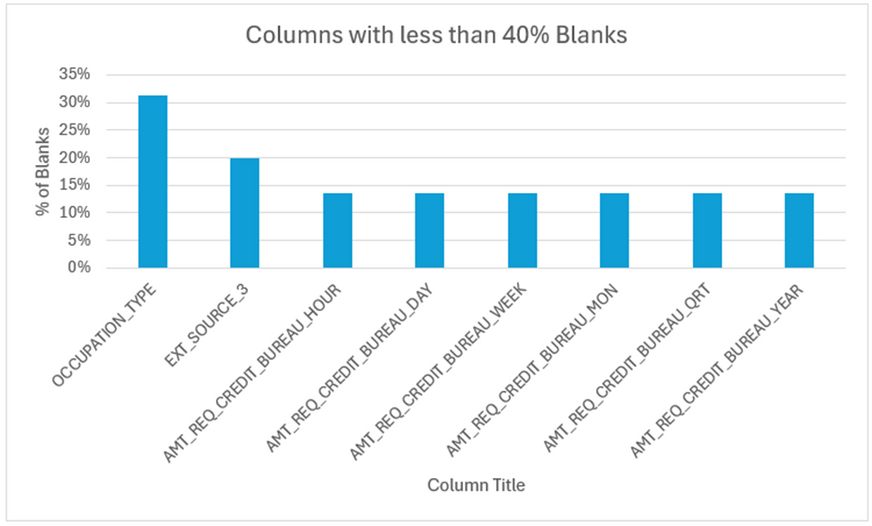 Columns with less than 40% Blanks
% of Blanks
35%
30%
25%
20%
15%
10%
5%
0%
OCCUPATION_TYPE
EXT_SOURCE_3
AMT_REQ_CREDIT_BUREAU_HOUR
AMT_REQ_CREDIT_BUREAU_DAY
AMT_REQ_CREDIT_BUREAU_WEEK
AMT_REQ_CREDIT_BUREAU_MON
AMT_REQ_CREDIT_BUREAU_QRT
AMT_REQ_CREDIT_BUREAU_YEAR
Column Title